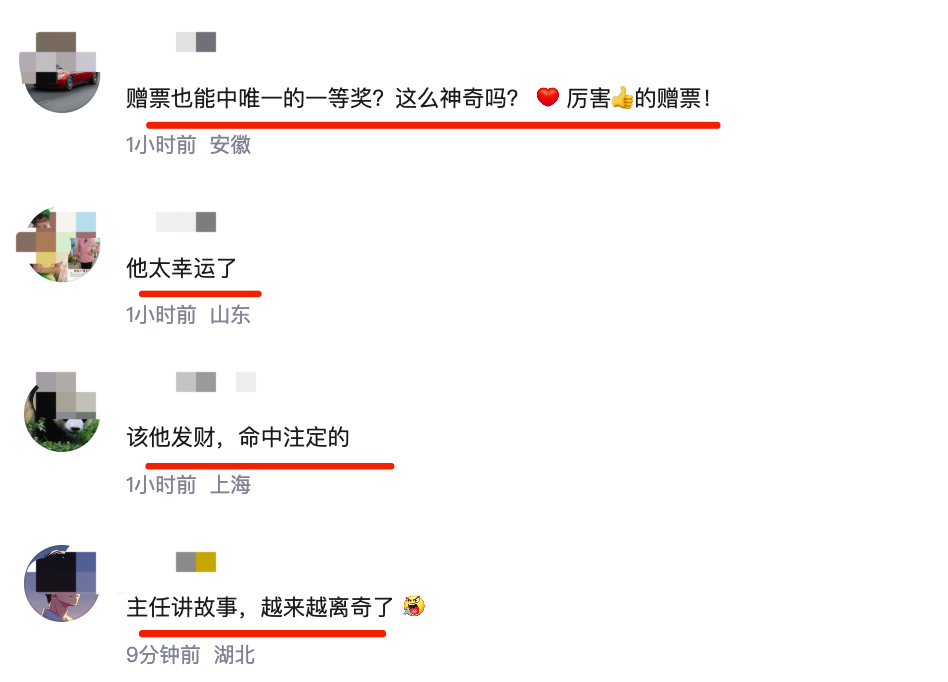 赠票也能中唯一的一等奖？这么神奇吗？❤️厉害👍的赠票！
1小时前 安徽
他太幸运了
1小时前 山东
该他发财，命中注定的
1小时前 上海
主任讲故事，越来越离奇了🤣
9分钟前 湖北